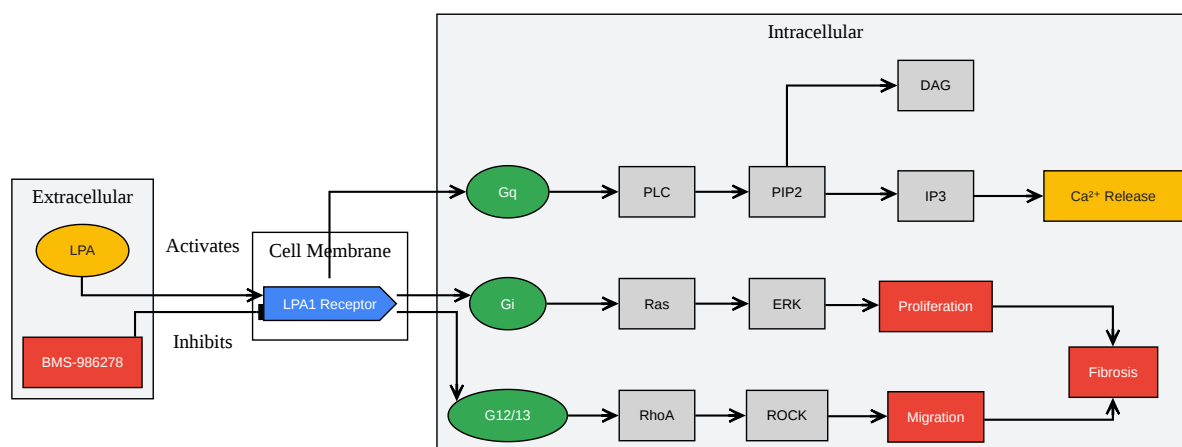 Intracellular
DAG
Extracellular
Gq
PLC
PIP2
IP3
Ca²⁺ Release
LPA
Activates
Cell Membrane
LPA1 Receptor
Gi
Ras
ERK
Proliferation
Inhibits
BMS-986278
Fibrosis
G12/13
RhoA
ROCK
Migration